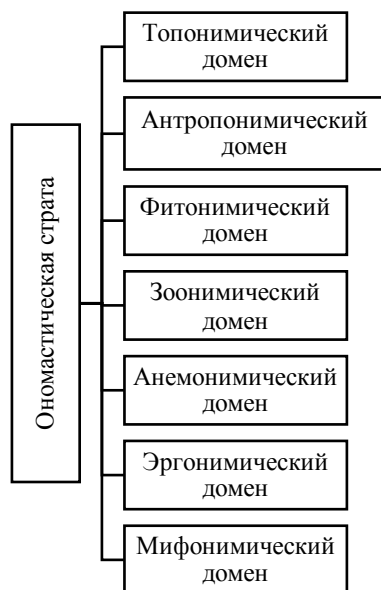 Ономастическая страта
Топонимический
домен
Антропонимический
домен
Фитонимический
домен
Зоонимический
домен
Анемонимический
домен
Эргонимический
домен
Мифонимический
домен